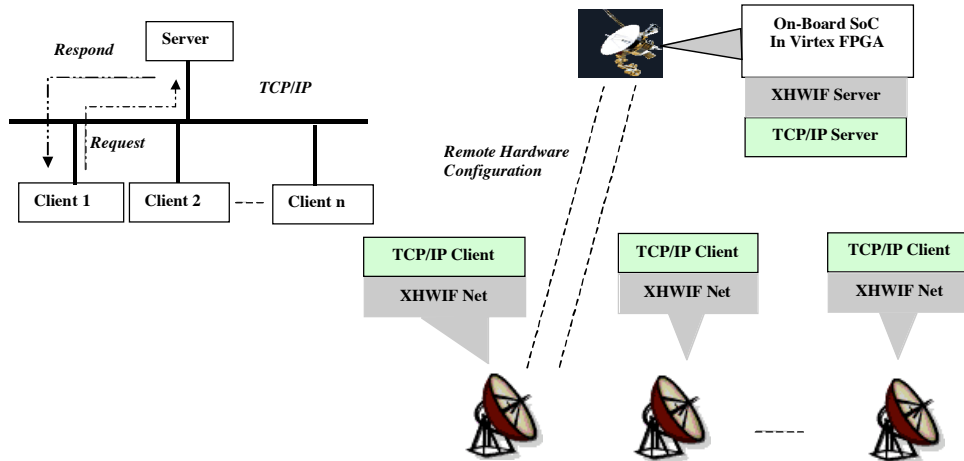 Server
Respond
TCP/IP
Request
Client 1
Client 2
Client n
On-Board SoC
In Virtex FPGA
XHWIF Server
TCP/IP Server
Remote Hardware
Configuration
TCP/IP Client
XHWIF Net
TCP/IP Client
XHWIF Net
TCP/IP Client
XHWIF Net